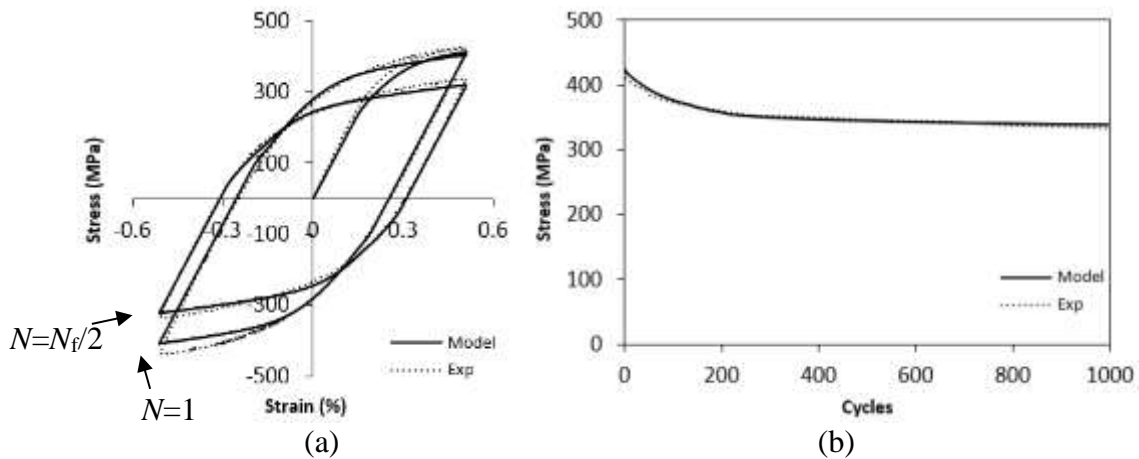 500
300
100
-0.6
-0.3
0
0.3
0.6
-100
-300
-500
Stress (MPa)
Strain (%)
Model
Exp
N=Nf/2
N=1
(a)
500
400
300
200
100
0
Stress (MPa)
0 200 400 600 800 1000
Cycles
Model
Exp
(b)